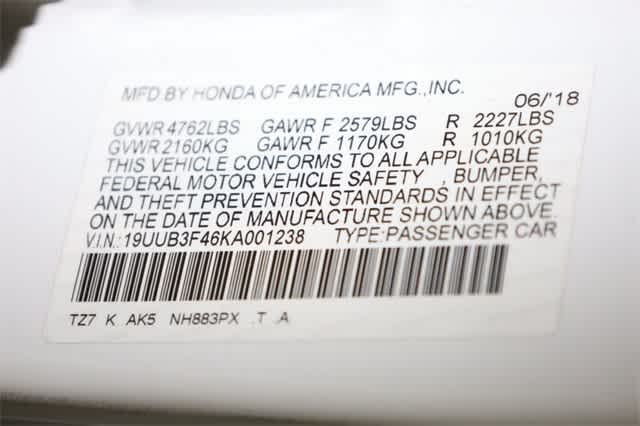 MFD.BY HONDA OF AMERICA MFG.,INC.
06/'18
GVWR 4762LBS GAWR F 2579LBS R 2227LBS
GVWR 2160KG GAWR F 1170KG R 1010KG
THIS VEHICLE CONFORMS TO ALL APPLICABLE
FEDERAL MOTOR VEHICLE SAFETY , BUMPER,
AND THEFT PREVENTION STANDARDS IN EFFECT
ON THE DATE OF MANUFACTURE SHOWN ABOVE.
V.I.N.: 19UUB3F46KA001238 TYPE:PASSENGER CAR
TZ7 K AK5 NH883PX .T .A